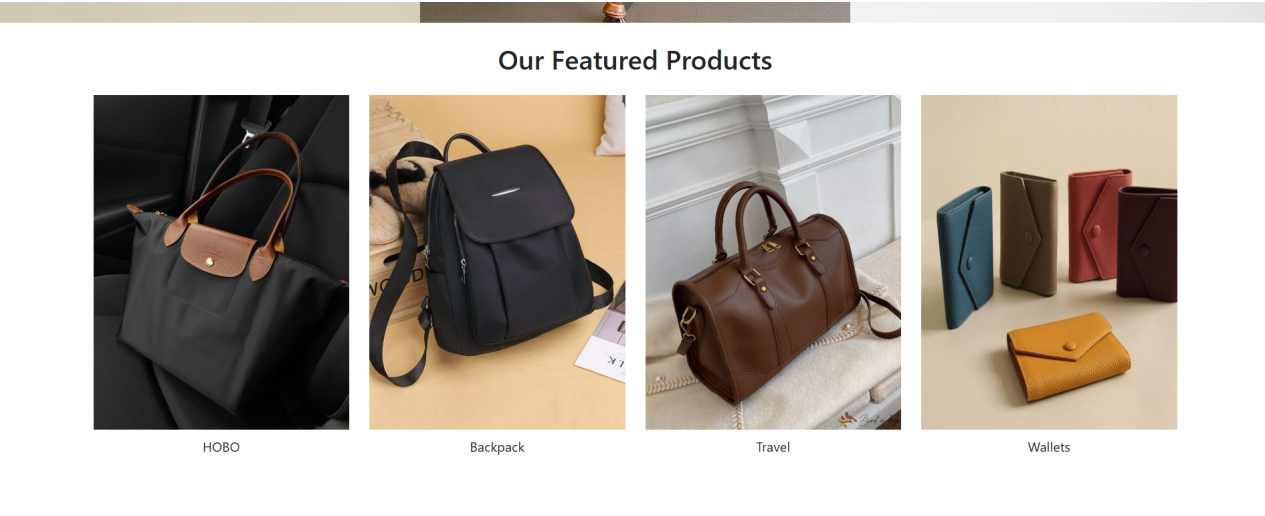 Our Featured Products
HOBO
Backpack
Travel
Wallets